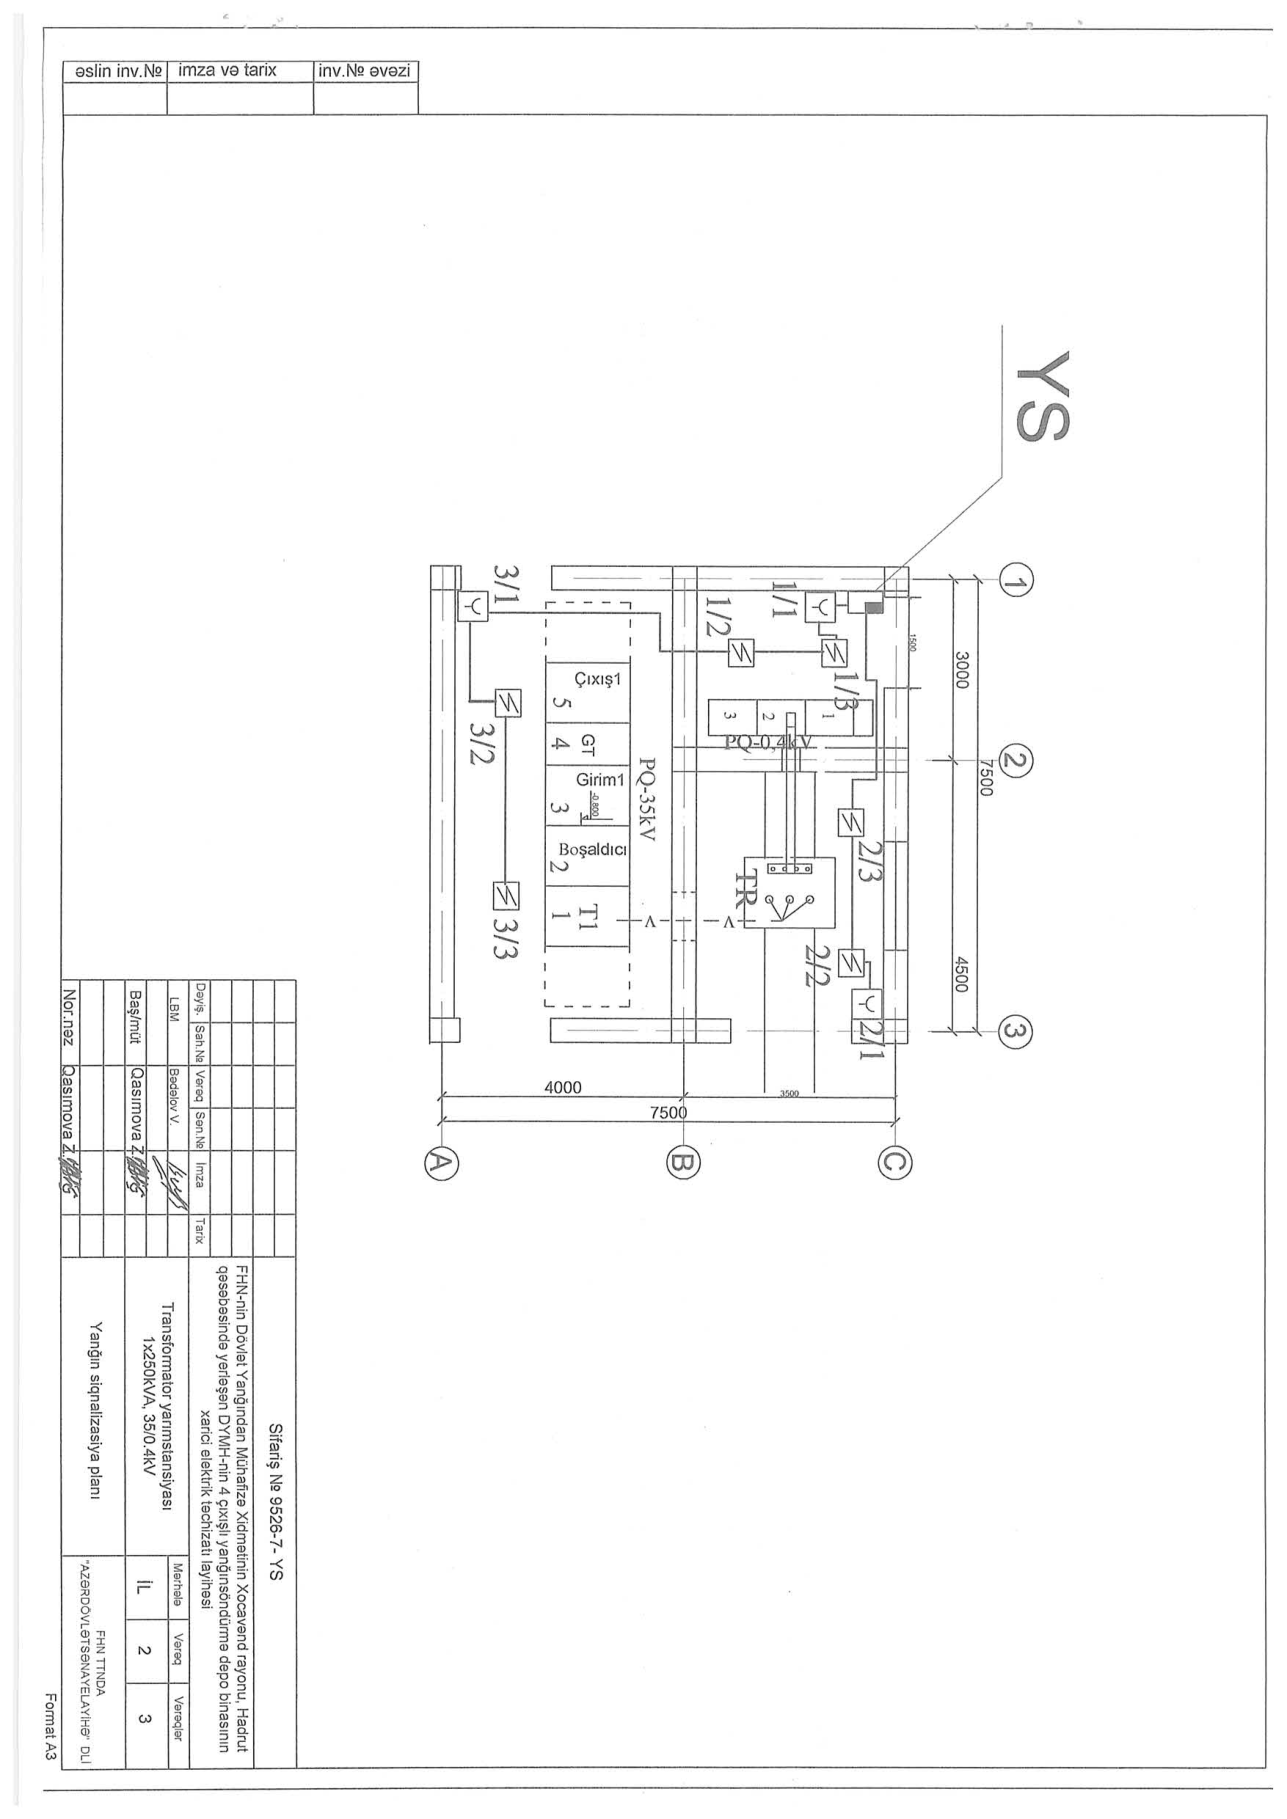 əslin inv.№
imza və tarix
inv.№ əvəzi
YS
1
2
3
1500
3000
4500
7500
3/1
1/2
1/1
1/3
3/2
3/3
2/3
2/2
2/1
Çıxış1
5
GT
4
Girim1
-0.800
3
Boşaldıcı
2
T1
1
PQ-35kV
3
2
1
PQ-0,4kV
TR
4000
3500
7500
A
B
C
Sifariş № 9526-7- YS
FHN-nin Dövlət Yanğından Mühafizə Xidmətinin Xocavənd rayonu, Hadrut
qəsəbəsində yerləşən DYMH-nin 4 çıxışlı yanğınsöndürmə depo binasının
xarici elektrik təchizatı layihəsi
Dəyiş. Sah.№ Vərəq Sən.№ İmza Tarix
LBM Bədəlov V.
Baş/müt Qasımova Z.
Nor.nəz Qasımova Z.
Transformator yarımstansiyası
1x250kVA, 35/0.4kV
Mərhələ Vərəq Vərəqlər
İL 2 3
Yanğın siqnalizasiya planı
FHN TTNDA
"AZƏRDÖVLƏTSƏNAYELAYİHƏ" DLİ
Format A3